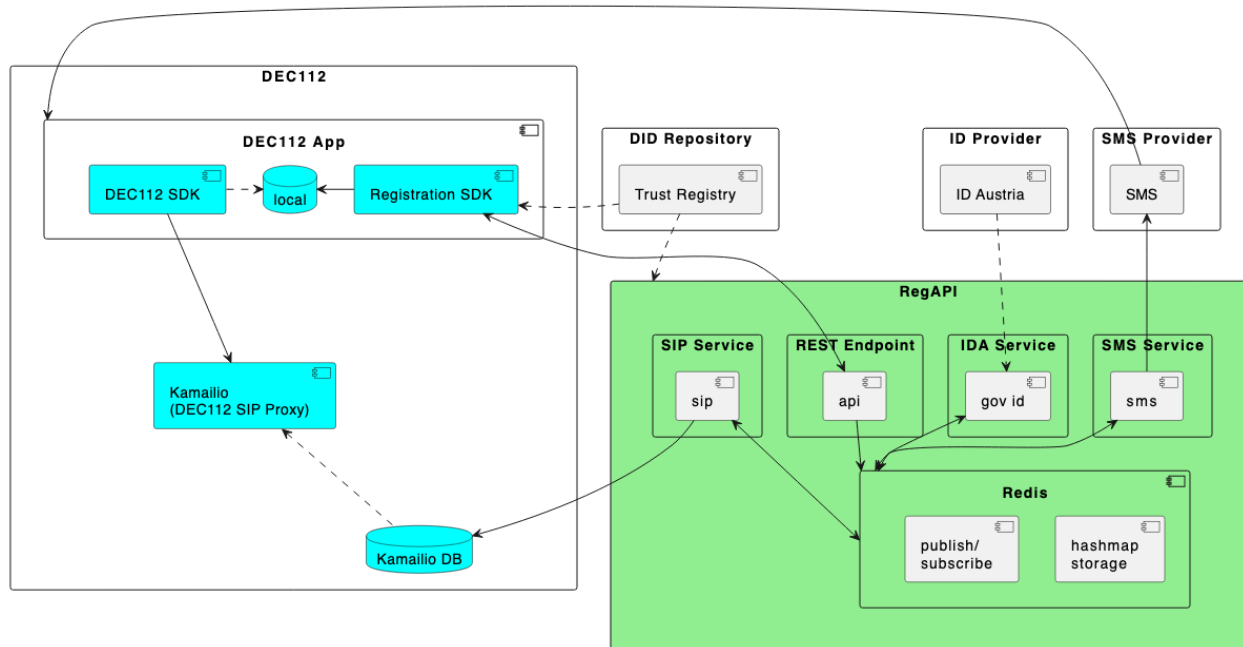 DEC112
DEC112 App
DEC112 SDK
local
Registration SDK
DID Repository
Trust Registry
ID Provider
ID Austria
SMS Provider
SMS
RegAPI
SIP Service
sip
REST Endpoint
api
IDA Service
gov id
SMS Service
sms
Kamailio
(DEC112 SIP Proxy)
Kamailio DB
Redis
publish/
subscribe
hashmap
storage